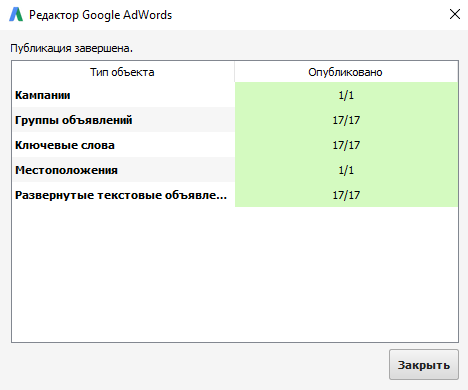 Редактор Google AdWords
Публикация завершена.
Тип объекта Опубликовано
Кампании 1/1
Группы объявлений 17/17
Ключевые слова 17/17
Местоположения 1/1
Развернутые текстовые объявле... 17/17
Закрыть